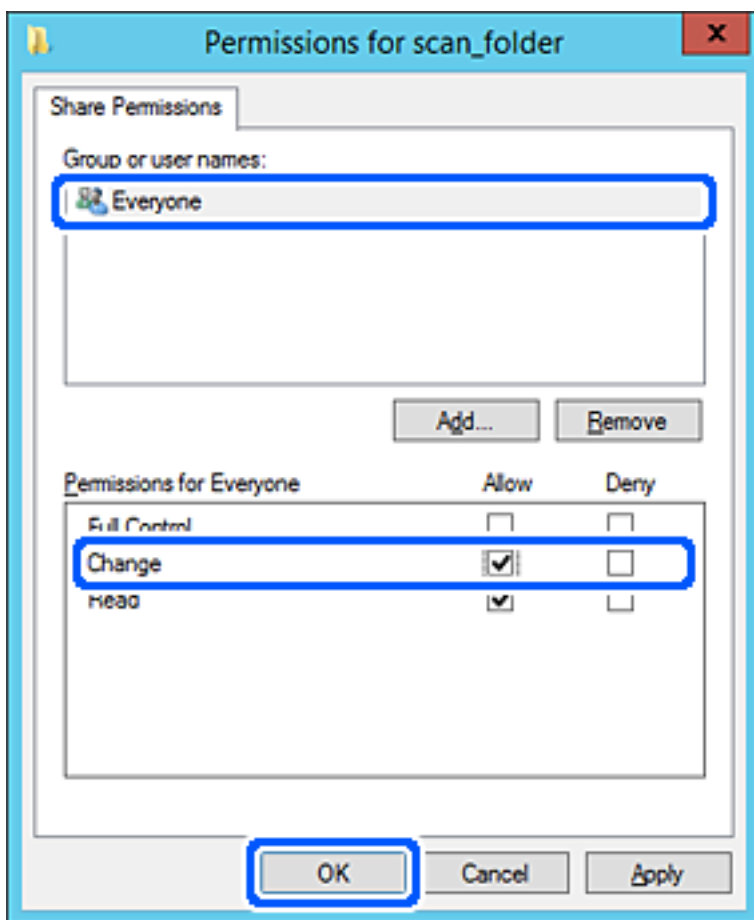 Permissions for scan_folder
x
Share Permissions
Group or user names:
Everyone
Add... Remove
Permissions for Everyone Allow Deny
Full Control
Change
Read
OK Cancel Apply